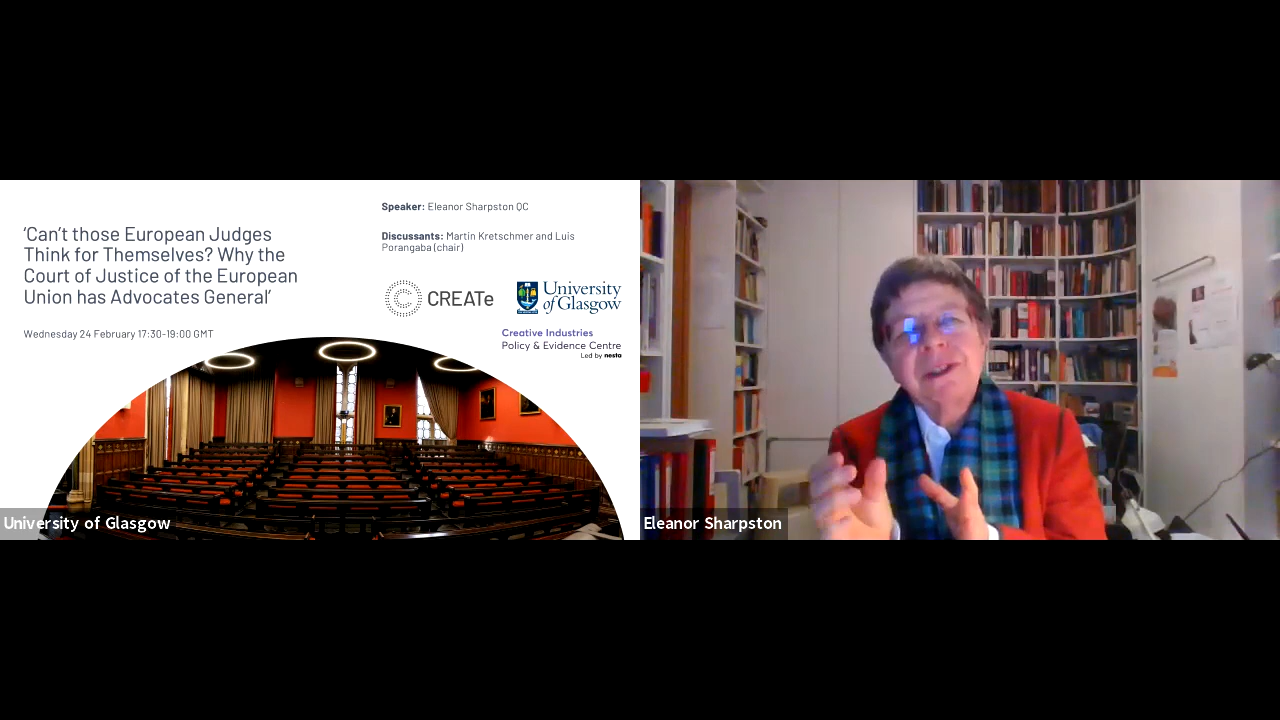 ‘Can’t those European Judges
Think for Themselves? Why the
Court of Justice of the European
Union has Advocates General’
Wednesday 24 February 17:30-19:00 GMT
Speaker: Eleanor Sharpston QC
Discussants: Martin Kretschmer and Luis
Porangaba (chair)
CREATe
University
of Glasgow
Creative Industries
Policy & Evidence Centre
Led by nesta
University of Glasgow
Eleanor Sharpston